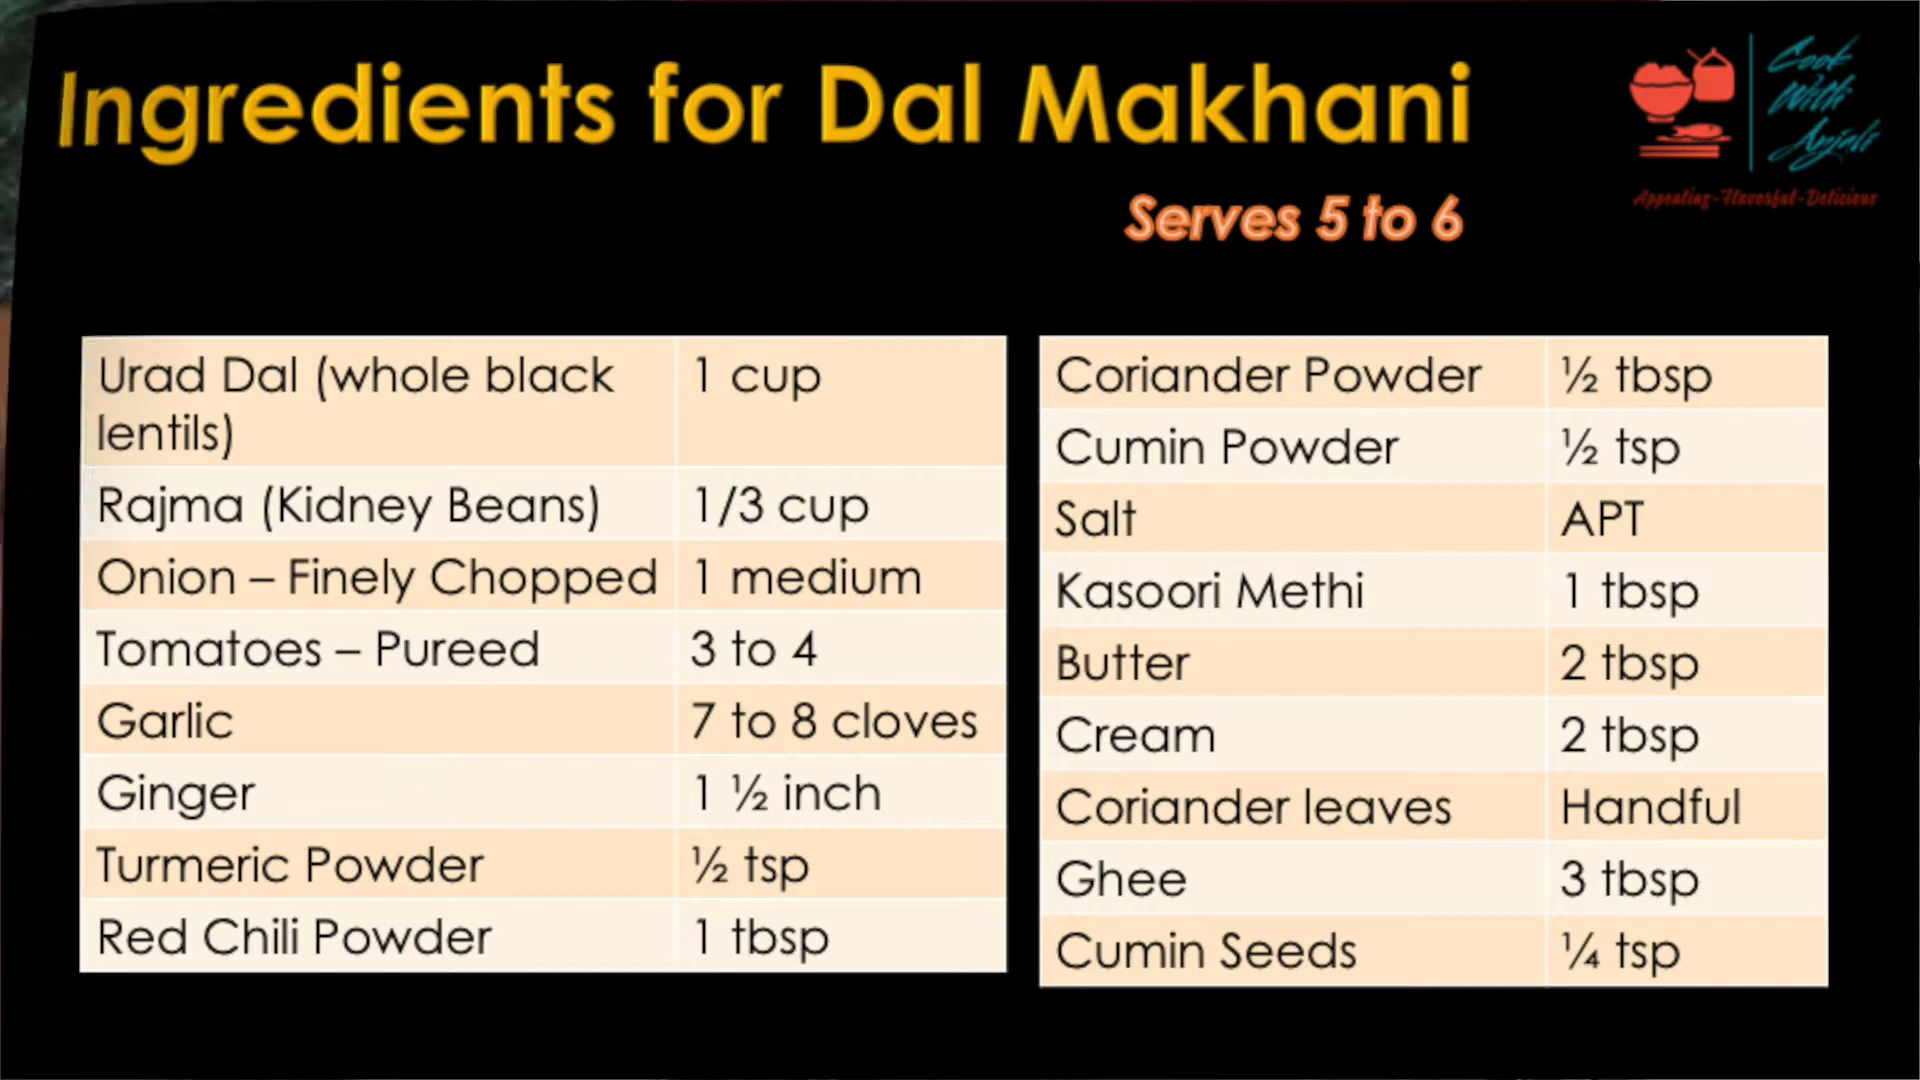 Ingredients for Dal Makhani
Cook
With
Anjali
Appealing-Flavorful-Delicious
Serves 5 to 6
Urad Dal (whole black
lentils)
1 cup
Rajma (Kidney Beans)
1/3 cup
Onion – Finely Chopped
1 medium
Tomatoes – Pureed
3 to 4
Garlic
7 to 8 cloves
Ginger
1 ½ inch
Turmeric Powder
½ tsp
Red Chili Powder
1 tbsp
Coriander Powder
½ tbsp
Cumin Powder
½ tsp
Salt
APT
Kasoori Methi
1 tbsp
Butter
2 tbsp
Cream
2 tbsp
Coriander leaves
Handful
Ghee
3 tbsp
Cumin Seeds
¼ tsp